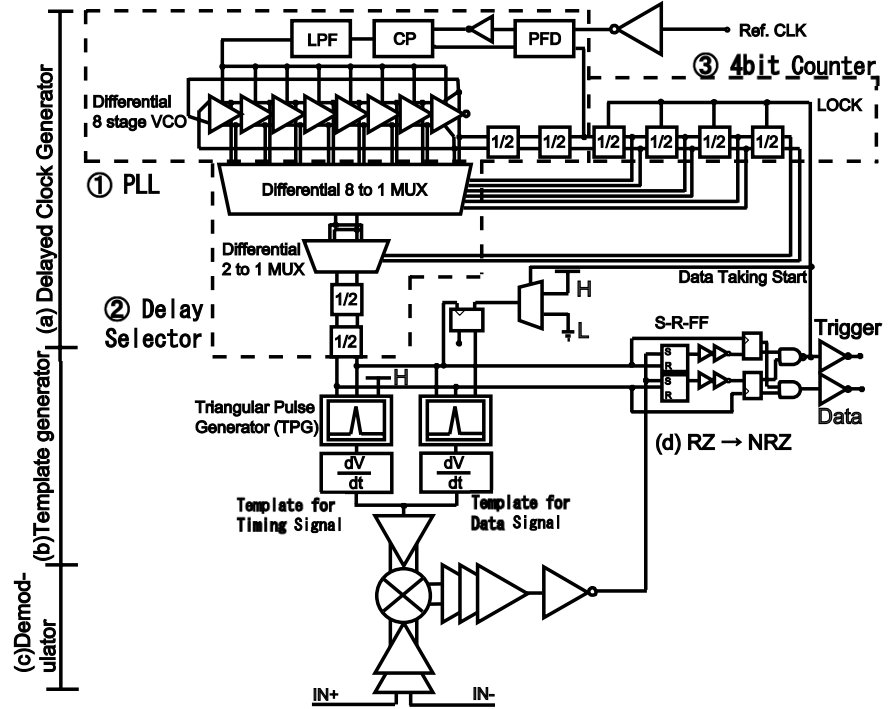 LPF
CP
PFD
Ref. CLK
③ 4bit Counter
Differential
8 stage VCO
LOCK
1/2
1/2
1/2
1/2
1/2
1/2
① PLL
Differential 8 to 1 MUX
Differential
2 to 1 MUX
Data Taking Start
H
L
② Delay
Selector
1/2
1/2
S-R-FF
Trigger
S
R
S
R
Data
H
Triangular Pulse
Generator (TPG)
(d) RZ → NRZ
dV
dt
dV
dt
Template for
Timing Signal
Template for
Data Signal
IN+
IN-
(a) Delayed Clock Generator
(b)Template generator
(c)Demod-
ulator